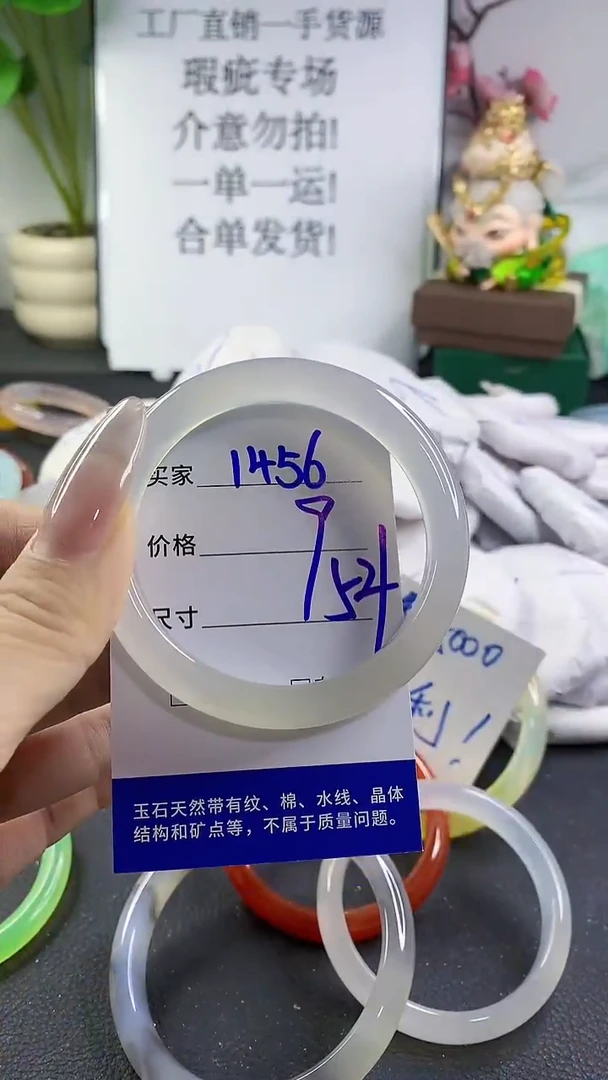 工厂直销一手货源
瑕疵专场
介意勿拍!
一单一运!
合单发货!
买家 1456
价格
尺寸 54
玉石天然带有纹、棉、水线、晶体
结构和矿点等，不属于质量问题。
利!